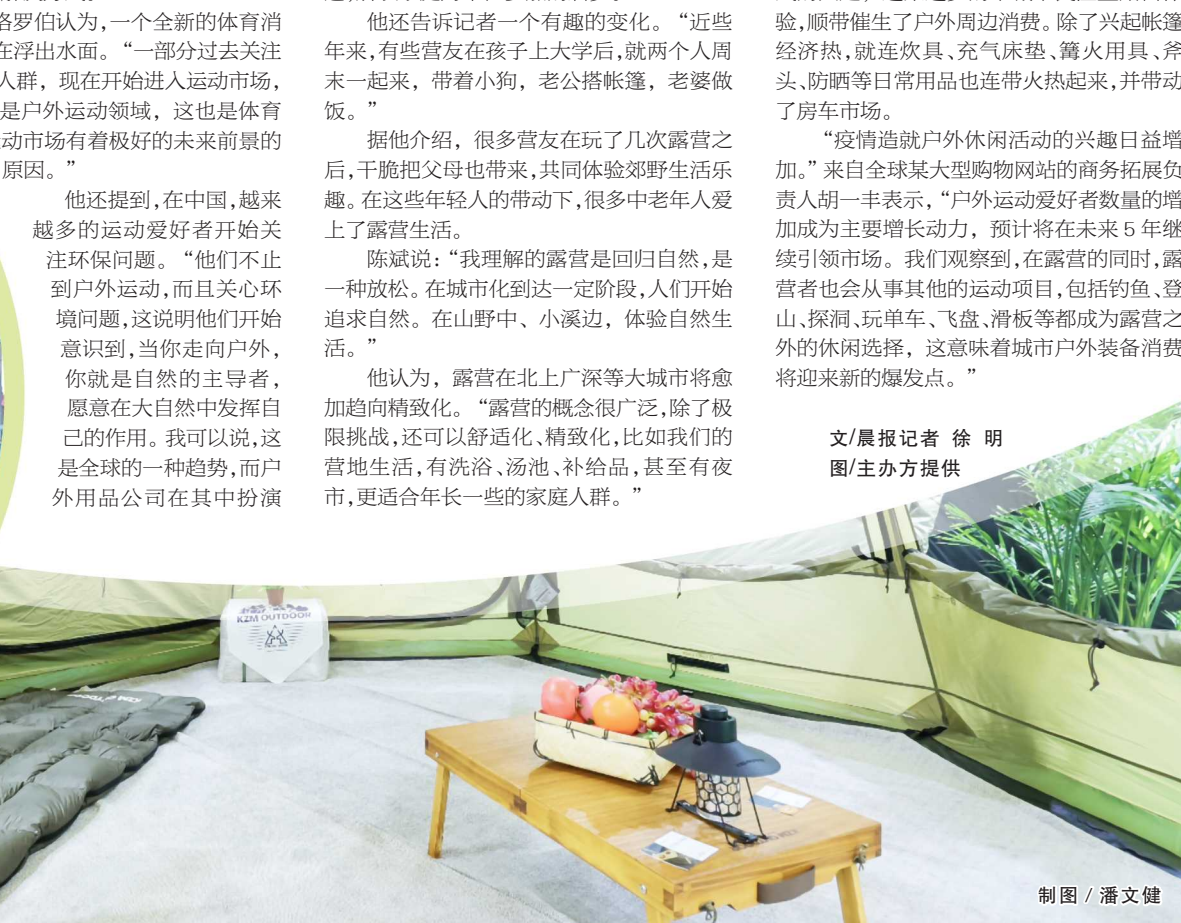 洛罗伯认为，一个全新的体育消
在浮出水面。“一部分过去关注
人群，现在开始进入运动市场，
是户外运动领域，这也是体育
动市场有着极好的未来前景的
原因。”
他还提到，在中国，越来
越多的运动爱好者开始关
注环保问题。“他们不止
到户外运动，而且关心环
境问题，这说明他们开始
意识到，当你走向户外，
你就是自然的主导者，
愿意在大自然中发挥自
己的作用。我可以说，这
是全球的一种趋势，而户
外用品公司在其中扮演
他还告诉记者一个有趣的变化。“近些
年来，有些营友在孩子上大学后，就两个人周
末一起来，带着小狗，老公搭帐篷，老婆做
饭。”
据他介绍，很多营友在玩了几次露营之
后，干脆把父母也带来，共同体验郊野生活乐
趣。在这些年轻人的带动下，很多中老年人爱
上了露营生活。
陈斌说：“我理解的露营是回归自然，是
一种放松。在城市化到达一定阶段，人们开始
追求自然。在山野中、小溪边，体验自然生
活。”
他认为，露营在北上广深等大城市将愈
加趋向精致化。“露营的概念很广泛，除了极
限挑战，还可以舒适化、精致化，比如我们的
营地生活，有洗浴、汤池、补给品，甚至有夜
市，更适合年长一些的家庭人群。”
验，顺带催生了户外周边消费。除了兴起帐篷
经济热，就连炊具、充气床垫、篝火用具、斧
头、防晒等日常用品也连带火热起来，并带动
了房车市场。
“疫情造就户外休闲活动的兴趣日益增
加。”来自全球某大型购物网站的商务拓展负
责人胡一丰表示，“户外运动爱好者数量的增
加成为主要增长动力，预计将在未来5年继
续引领市场。我们观察到，在露营的同时，露
营者也会从事其他的运动项目，包括钓鱼、登
山、探洞、玩单车、飞盘、滑板等都成为露营之
外的休闲选择，这意味着城市户外装备消费
将迎来新的爆发点。”
文/晨报记者 徐 明
图/主办方提供
KZM OUTDOOR
制图 / 潘文健